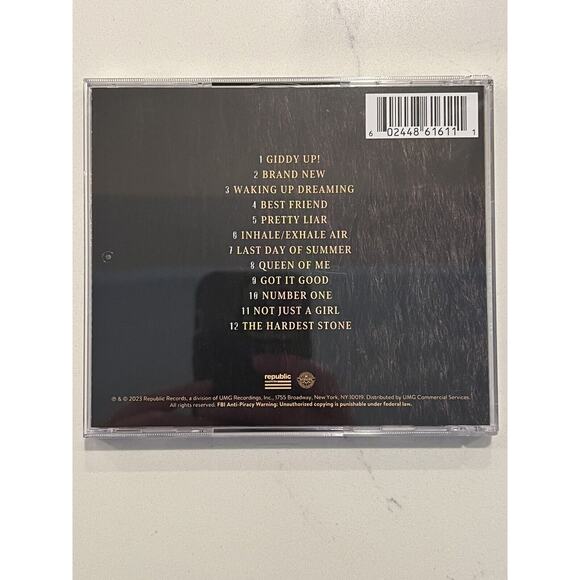 6 02448 61611 1
1 GIDDY UP!
2 BRAND NEW
3 WAKING UP DREAMING
4 BEST FRIEND
5 PRETTY LIAR
6 INHALE/EXHALE AIR
7 LAST DAY OF SUMMER
8 QUEEN OF ME
9 GOT IT GOOD
10 NUMBER ONE
11 NOT JUST A GIRL
12 THE HARDEST STONE
republic
℗ & © 2023 Republic Records, a division of UMG Recordings, Inc., 1755 Broadway, New York, NY 10019. Distributed by UMG Commercial Services.
All rights reserved. FBI Anti-Piracy Warning: Unauthorized copying is punishable under federal law.